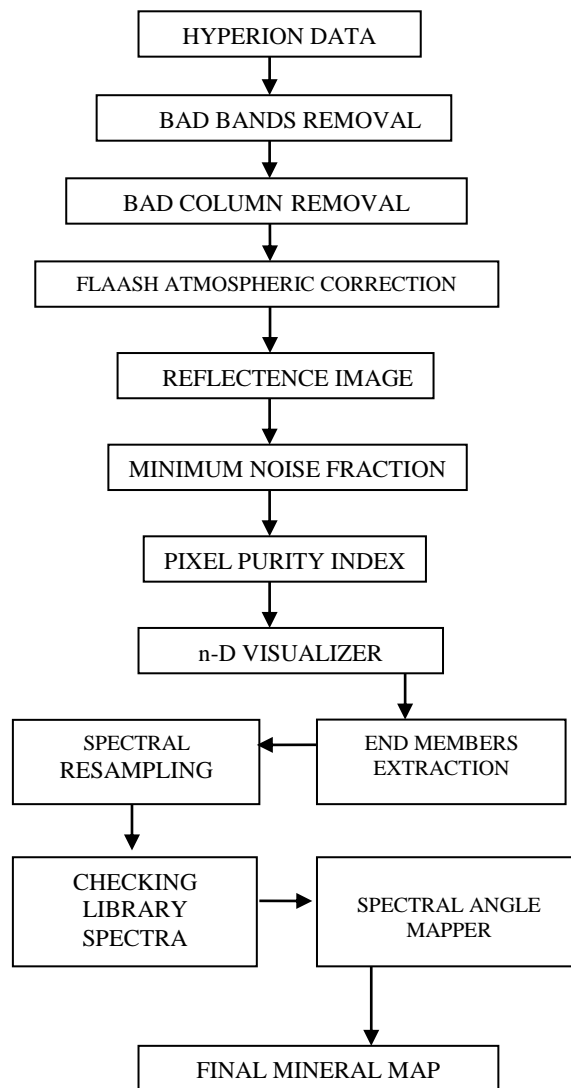 HYPERION DATA
BAD BANDS REMOVAL
BAD COLUMN REMOVAL
FLAASH ATMOSPHERIC CORRECTION
REFLECTENCE IMAGE
MINIMUM NOISE FRACTION
PIXEL PURITY INDEX
n-D VISUALIZER
END MEMBERS
EXTRACTION
SPECTRAL
RESAMPLING
CHECKING
LIBRARY
SPECTRA
SPECTRAL ANGLE
MAPPER
FINAL MINERAL MAP